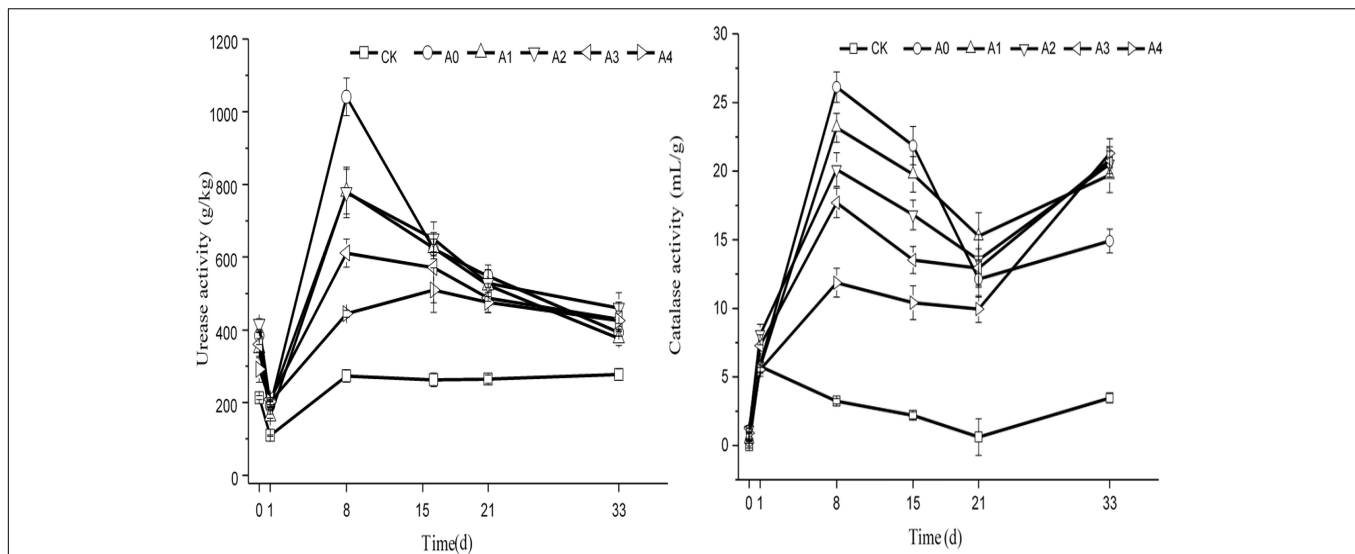 1200
1000
800
600
400
200
0
Urease activity (g/kg)
CK A0 A1 A2 A3 A4
0 1 8 15 21 33
Time(d)
30
25
20
15
10
5
0
Catalase activity (mL/g)
CK A0 A1 A2 A3 A4
0 1 8 15 21 33
Time(d)